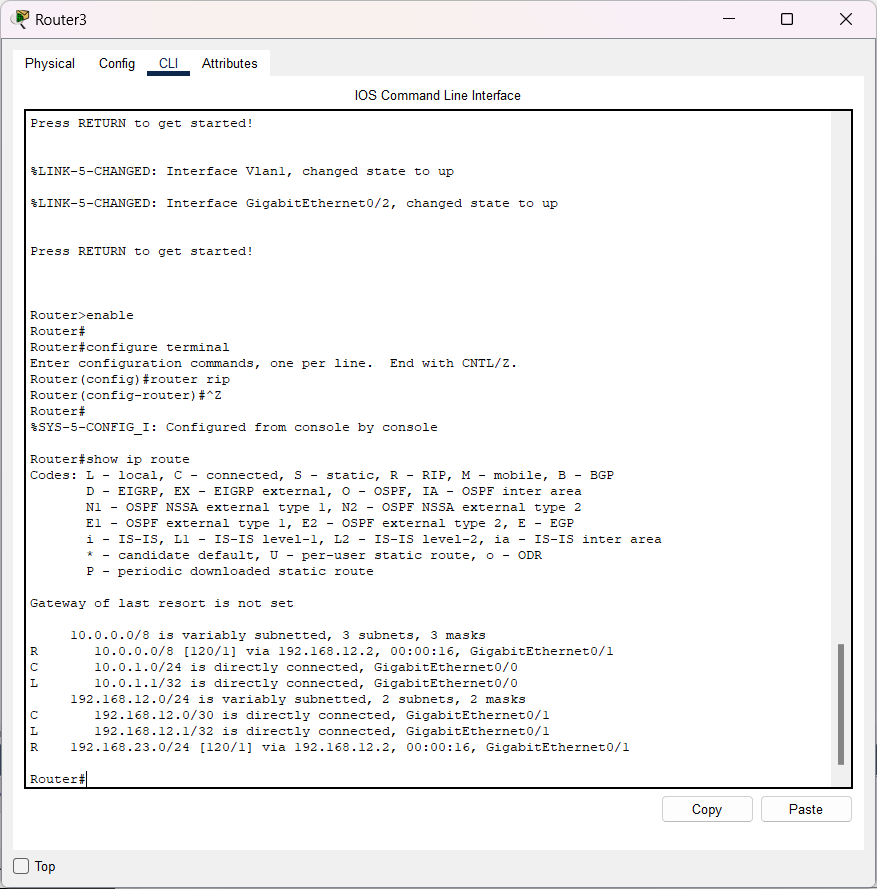 Router3
Physical Config CLI Attributes
IOS Command Line Interface
Press RETURN to get started!
%LINK-5-CHANGED: Interface Vlan1, changed state to up
%LINK-5-CHANGED: Interface GigabitEthernet0/2, changed state to up
Press RETURN to get started!
Router>enable
Router#
Router#configure terminal
Enter configuration commands, one per line.  End with CNTL/Z.
Router(config)#router rip
Router(config-router)#^Z
Router#
%SYS-5-CONFIG_I: Configured from console by console
Router#show ip route
Codes: L - local, C - connected, S - static, R - RIP, M - mobile, B - BGP
       D - EIGRP, EX - EIGRP external, O - OSPF, IA - OSPF inter area
       N1 - OSPF NSSA external type 1, N2 - OSPF NSSA external type 2
       E1 - OSPF external type 1, E2 - OSPF external type 2, E - EGP
       i - IS-IS, L1 - IS-IS level-1, L2 - IS-IS level-2, ia - IS-IS inter area
       * - candidate default, U - per-user static route, o - ODR
       P - periodic downloaded static route
Gateway of last resort is not set
     10.0.0.0/8 is variably subnetted, 3 subnets, 3 masks
R       10.0.0.0/8 [120/1] via 192.168.12.2, 00:00:16, GigabitEthernet0/1
C       10.0.1.0/24 is directly connected, GigabitEthernet0/0
L       10.0.1.1/32 is directly connected, GigabitEthernet0/0
     192.168.12.0/24 is variably subnetted, 2 subnets, 2 masks
C       192.168.12.0/30 is directly connected, GigabitEthernet0/1
L       192.168.12.1/32 is directly connected, GigabitEthernet0/1
R    192.168.23.0/24 [120/1] via 192.168.12.2, 00:00:16, GigabitEthernet0/1
Router#
Copy Paste
Top